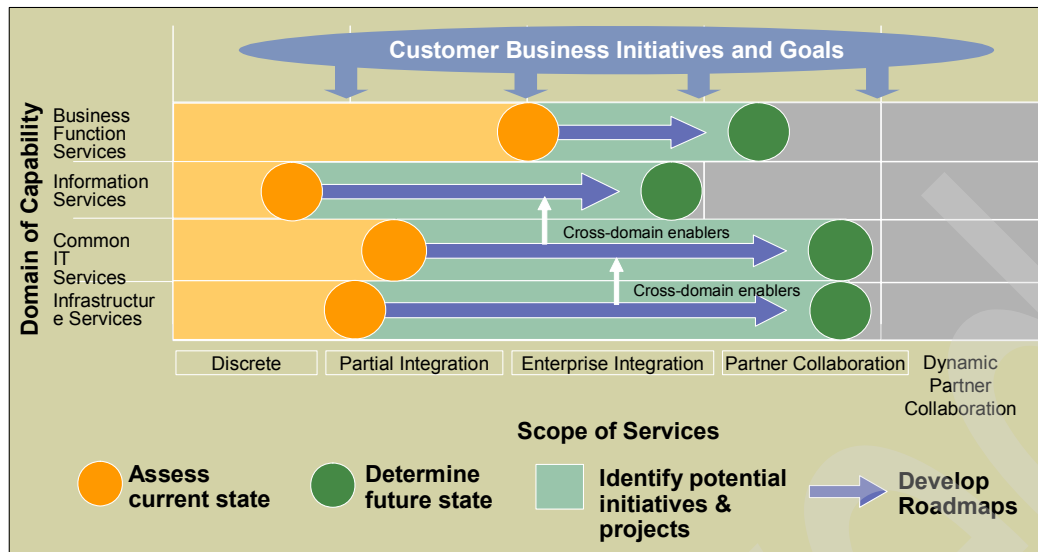 Customer Business Initiatives and Goals
Domain of Capability
Business
Function
Services
Information
Services
Cross-domain enablers
Common
IT
Services
Cross-domain enablers
Infrastructur
e Services
Discrete
Partial Integration
Enterprise Integration
Partner Collaboration
Dynamic
Partner
Collaboration
Scope of Services
Assess
current state
Determine
future state
Identify potential
initiatives &
projects
Develop
Roadmaps